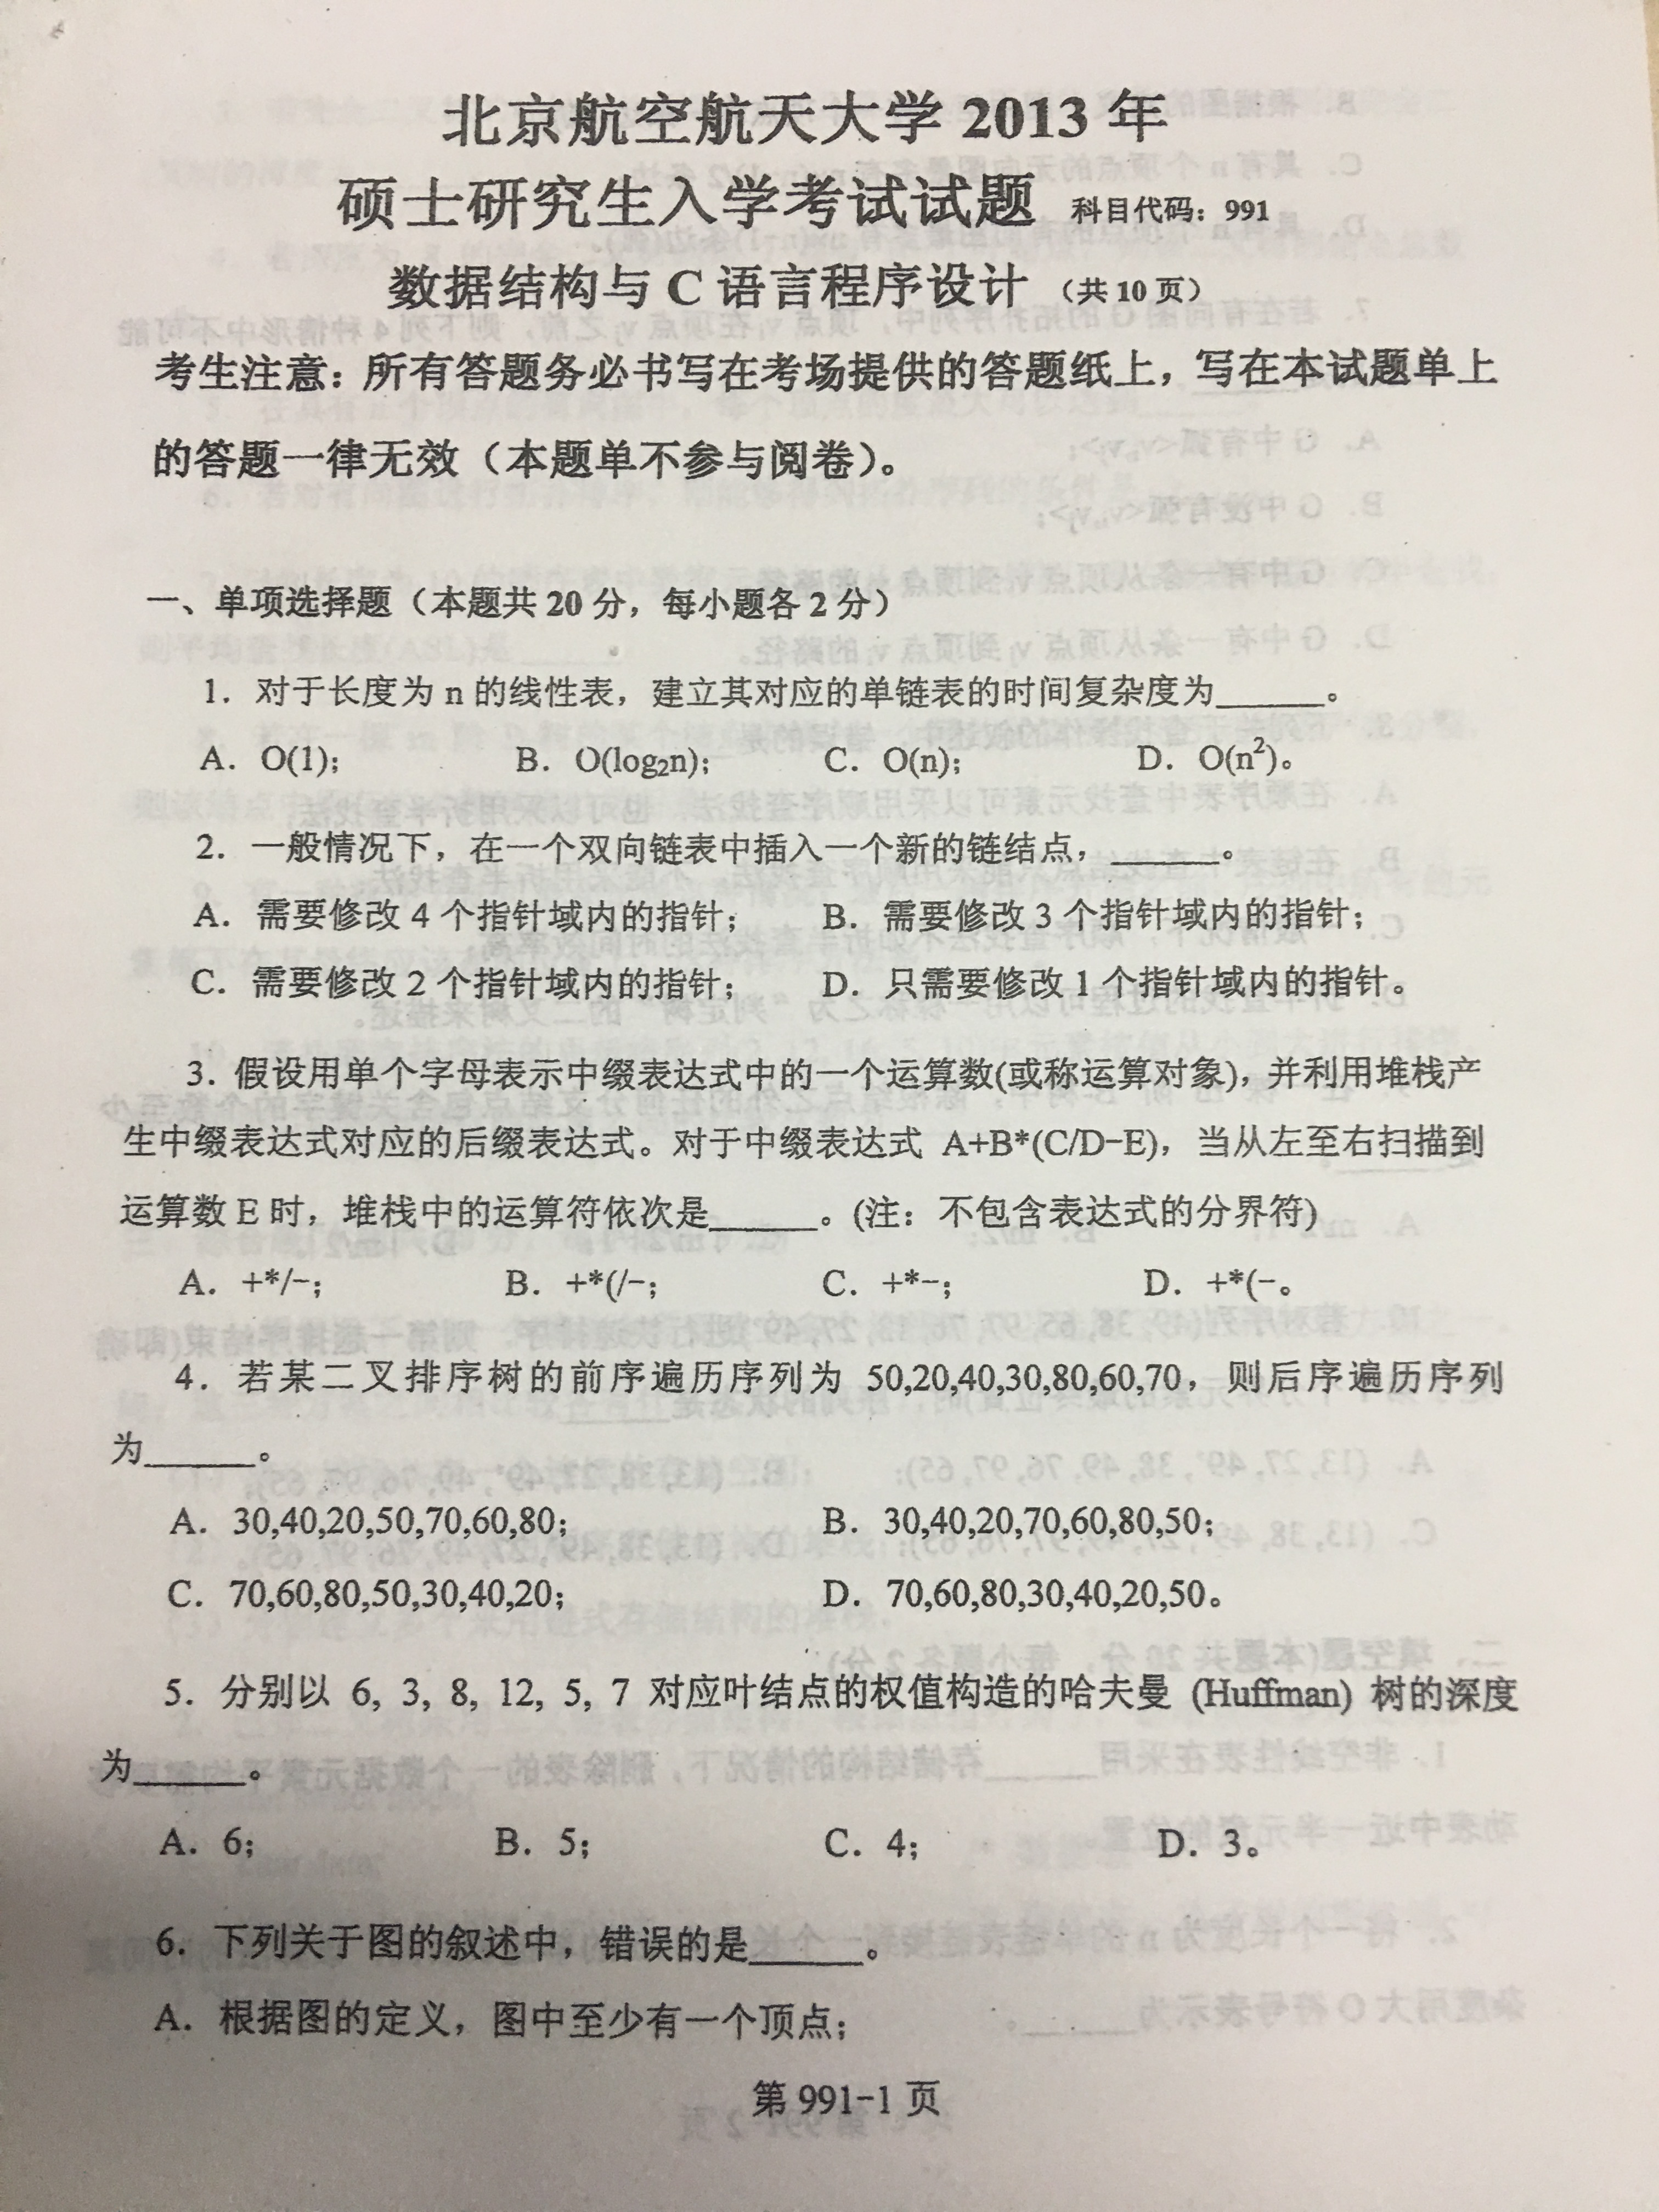 北京航空航天大学 2013 年
硕士研究生入学考试试题 科目代码：991
数据结构与 C 语言程序设计 （共 10 页）
考生注意：所有答题务必书写在考场提供的答题纸上，写在本试题单上
的答题一律无效（本题单不参与阅卷）。
一、单项选择题（本题共 20 分，每小题各 2 分）
1．对于长度为 n 的线性表，建立其对应的单链表的时间复杂度为______。
A．O(1)； B．O(log₂n)； C．O(n)； D．O(n²)。
2．一般情况下，在一个双向链表中插入一个新的链结点，______。
A．需要修改 4 个指针域内的指针； B．需要修改 3 个指针域内的指针；
C．需要修改 2 个指针域内的指针； D．只需要修改 1 个指针域内的指针。
3．假设用单个字母表示中缀表达式中的一个运算数(或称运算对象)，并利用堆栈产
生中缀表达式对应的后缀表达式。对于中缀表达式 A+B*(C/D-E)，当从左至右扫描到
运算数 E 时，堆栈中的运算符依次是______。(注：不包含表达式的分界符)
A．+*/-； B．+*(/-； C．+*-； D．+*(-。
4．若某二叉排序树的前序遍历序列为 50,20,40,30,80,60,70，则后序遍历序列
为______。
A．30,40,20,50,70,60,80； B．30,40,20,70,60,80,50；
C．70,60,80,50,30,40,20； D．70,60,80,30,40,20,50。
5．分别以 6, 3, 8, 12, 5, 7 对应叶结点的权值构造的哈夫曼 (Huffman) 树的深度
为______。
A．6； B．5； C．4； D．3。
6．下列关于图的叙述中，错误的是______。
A．根据图的定义，图中至少有一个顶点；
第 991-1 页